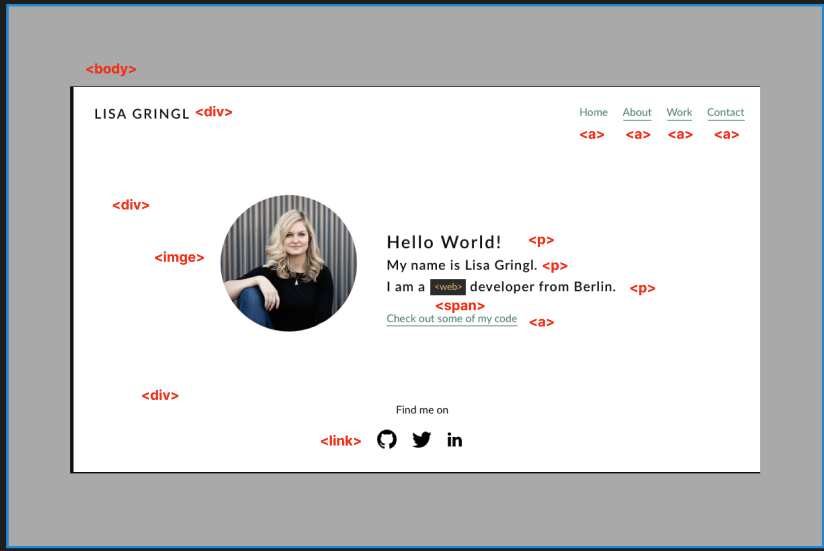 <body>
LISA GRINGL <div> Home About Work Contact
<a> <a> <a> <a>
<div>
Hello World! <p>
<imge> My name is Lisa Gringl. <p>
I am a <web> developer from Berlin. <p>
<span>
Check out some of my code <a>
<div>
Find me on
<link> in